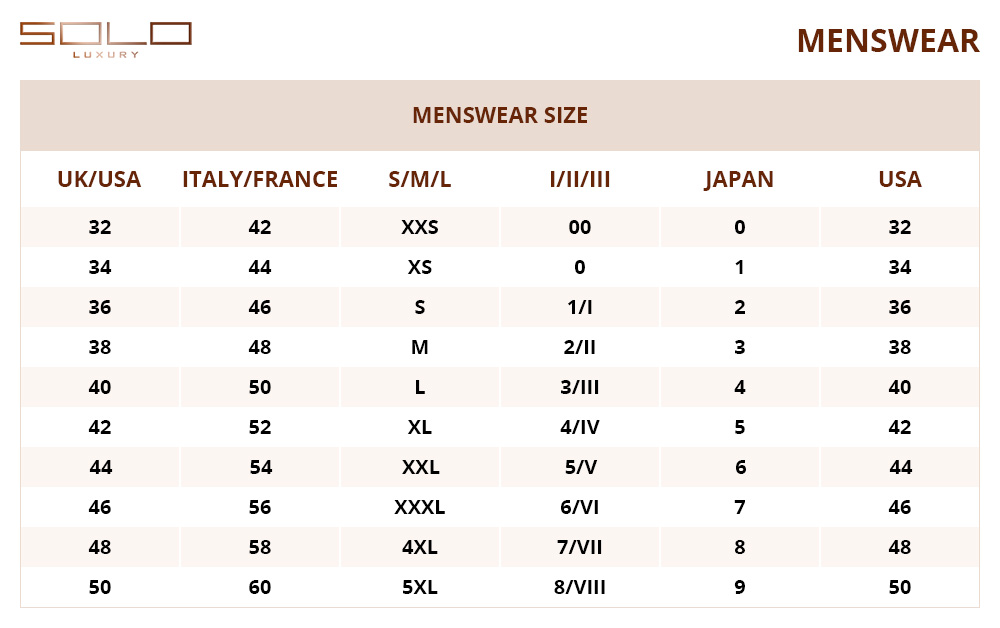 SOLO
LUXURY
MENSWEAR
MENSWEAR SIZE
UK/USA ITALY/FRANCE S/M/L I/II/III JAPAN USA
32 42 XXS 00 0 32
34 44 XS 0 1 34
36 46 S 1/I 2 36
38 48 M 2/II 3 38
40 50 L 3/III 4 40
42 52 XL 4/IV 5 42
44 54 XXL 5/V 6 44
46 56 XXXL 6/VI 7 46
48 58 4XL 7/VII 8 48
50 60 5XL 8/VIII 9 50